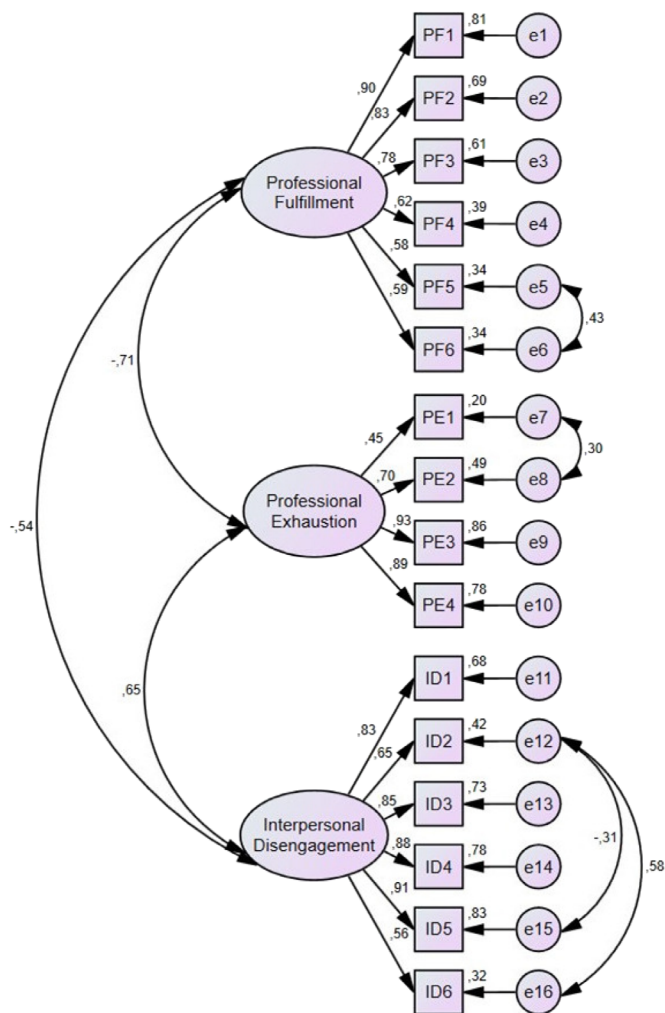 ,81
PF1
e1
,90
,69
PF2
e2
,83
,61
PF3
e3
,78
Professional
Fulfillment
,62
,39
PF4
e4
,58
,34
PF5
e5
,59
,43
,34
PF6
e6
-,71
,20
PE1
e7
,45
,30
,49
PE2
e8
,70
Professional
Exhaustion
,93
,86
PE3
e9
-,54
,89
,78
PE4
e10
,65
,68
ID1
e11
,83
,42
ID2
e12
,65
,73
ID3
e13
,85
Interpersonal
Disengagement
-,31
,88
,78
ID4
e14
,58
,91
,83
ID5
e15
,56
,32
ID6
e16